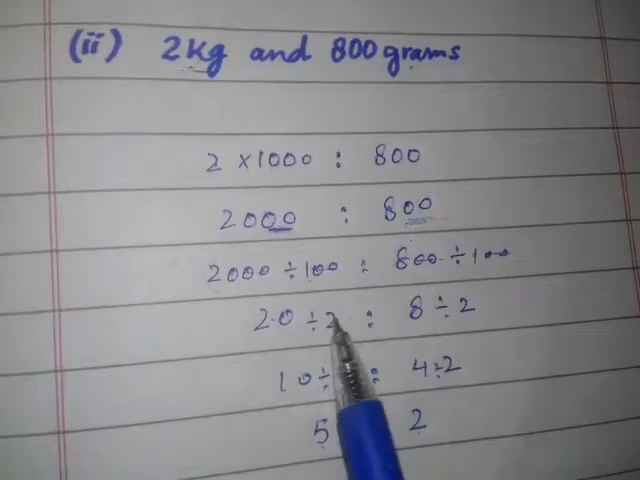 (ii) 2kg and 800 grams
2 ×1000 : 800
2000 : 800
2000 ÷100 : 800 ÷100
20 ÷2 : 8 ÷2
10÷ : 4÷2
5 2